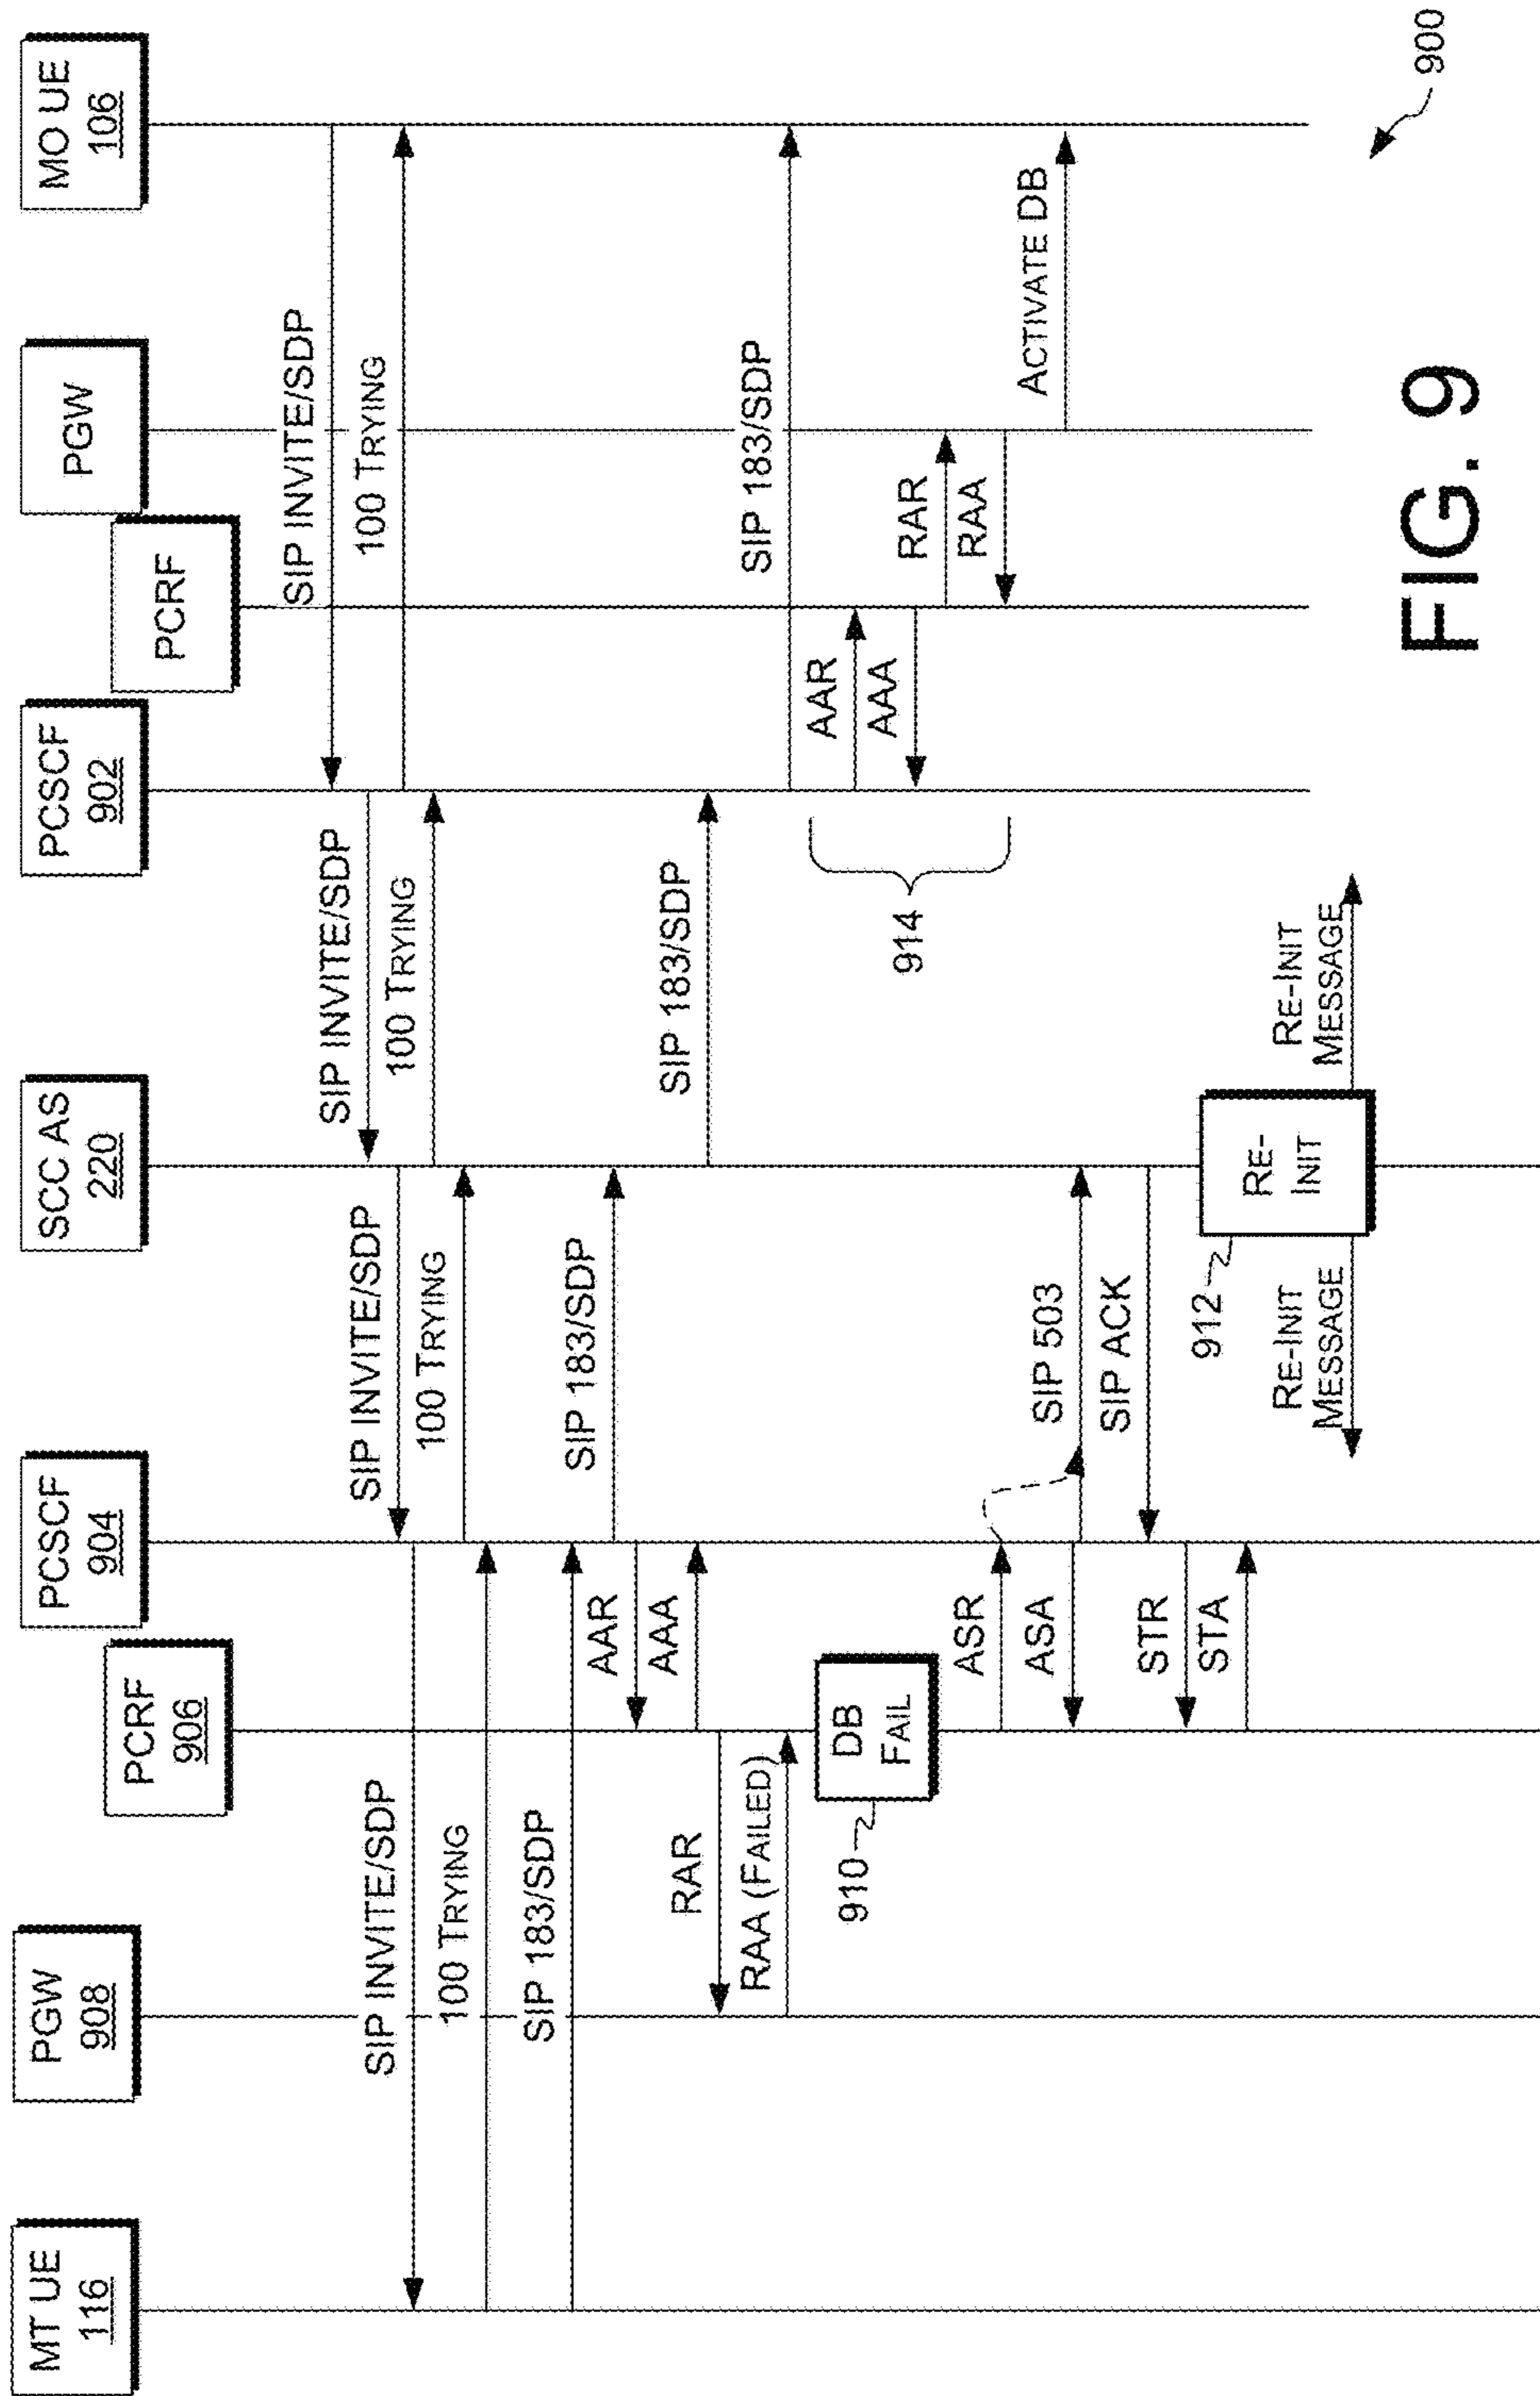 MT UE
116
PGW
908
PCRF
906
PCSCF
904
SCC AS
220
PCSCF
902
PCRF
PGW
MO UE
106
SIP INVITE/SDP
100 TRYING
SIP INVITE/SDP
100 TRYING
SIP INVITE/SDP
100 TRYING
SIP INVITE/SDP
100 TRYING
SIP 183/SDP
SIP 183/SDP
AAR
AAA
SIP 183/SDP
RAR
RAA (FAILED)
SIP 183/SDP
910
DB
FAIL
914
AAR
AAA
RAR
RAA
ASR
ASA
SIP 503
SIP ACK
ACTIVATE DB
STR
STA
912
RE-
INIT
RE-INIT
MESSAGE
RE-INIT
MESSAGE
900
FIG. 9